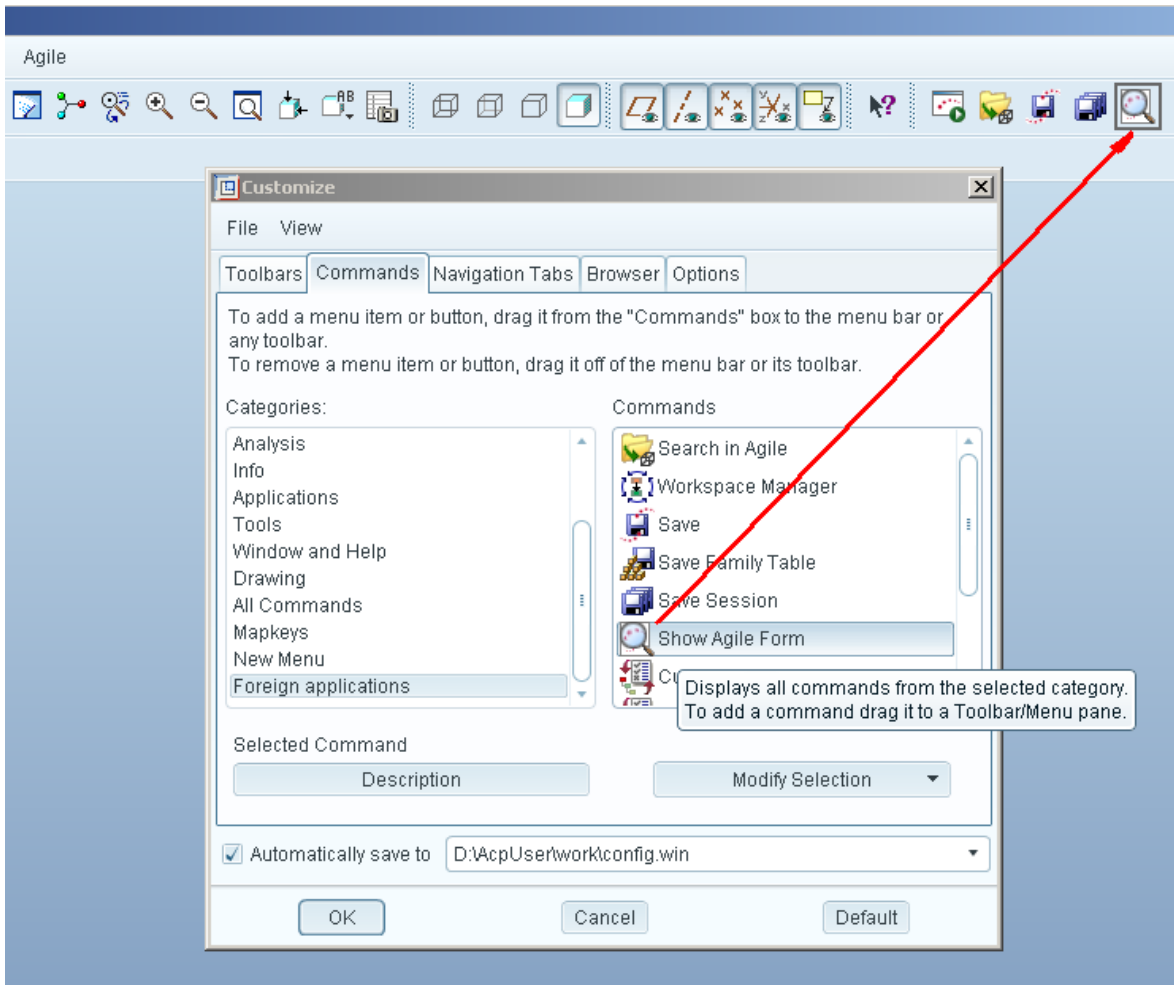 Agile
AB
?
Customize
File View
Toolbars Commands Navigation Tabs Browser Options
To add a menu item or button, drag it from the "Commands" box to the menu bar or
any toolbar.
To remove a menu item or button, drag it off of the menu bar or its toolbar.
Categories: Commands
Analysis
Info
Applications
Tools
Window and Help
Drawing
All Commands
Mapkeys
New Menu
Foreign applications
Search in Agile
Workspace Manager
Save
Save Family Table
Save Session
Show Agile Form
Displays all commands from the selected category.
To add a command drag it to a Toolbar/Menu pane.
Selected Command
Description Modify Selection
Automatically save to D:\AcpUser\work\config.win
OK Cancel Default